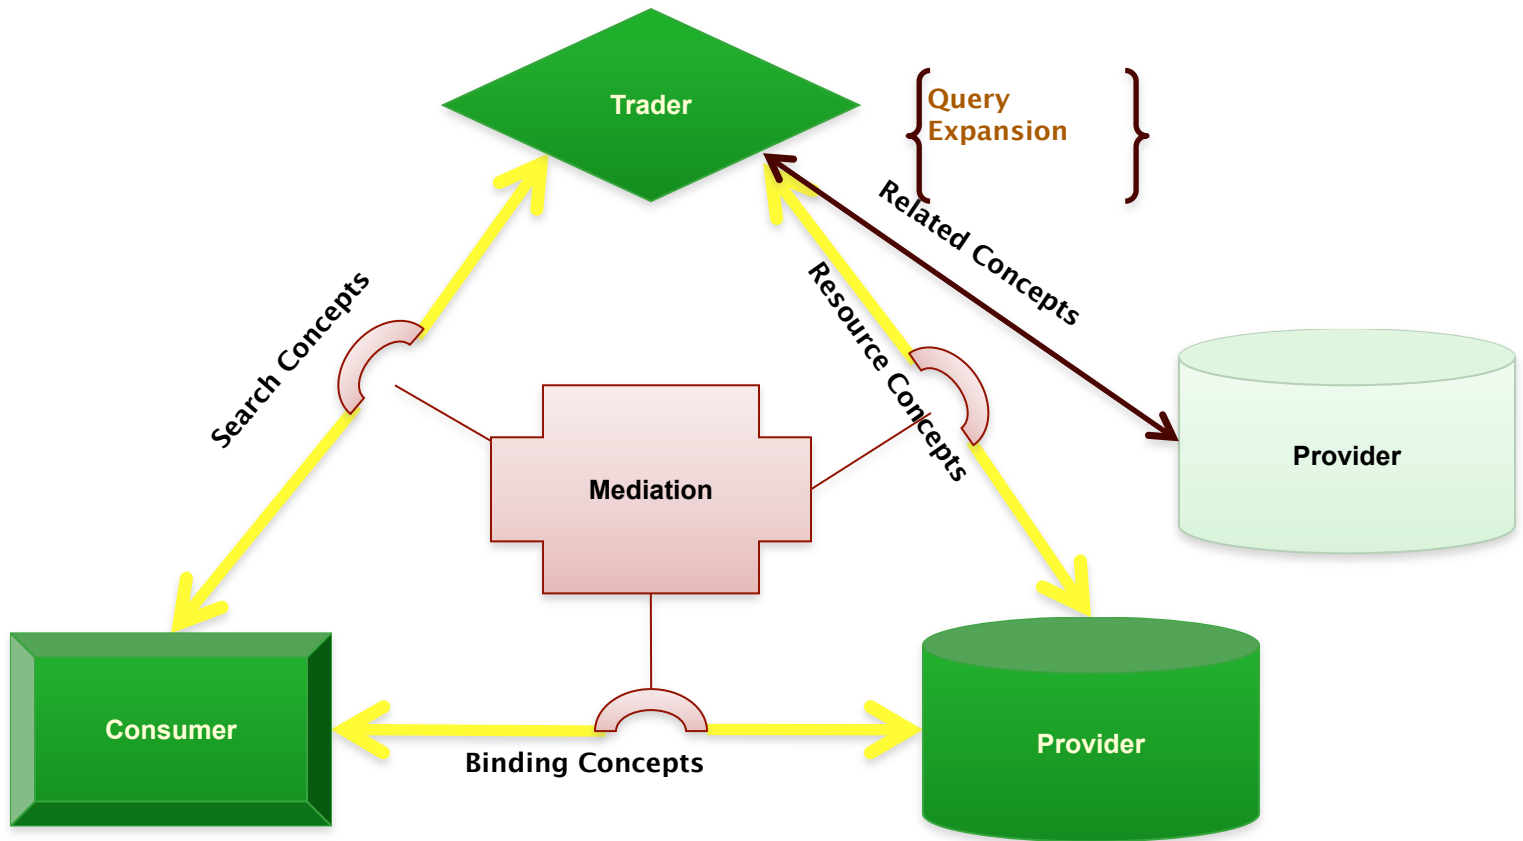 Trader
Query
Expansion
Related Concepts
Search Concepts
Resource Concepts
Provider
Mediation
Consumer
Binding Concepts
Provider